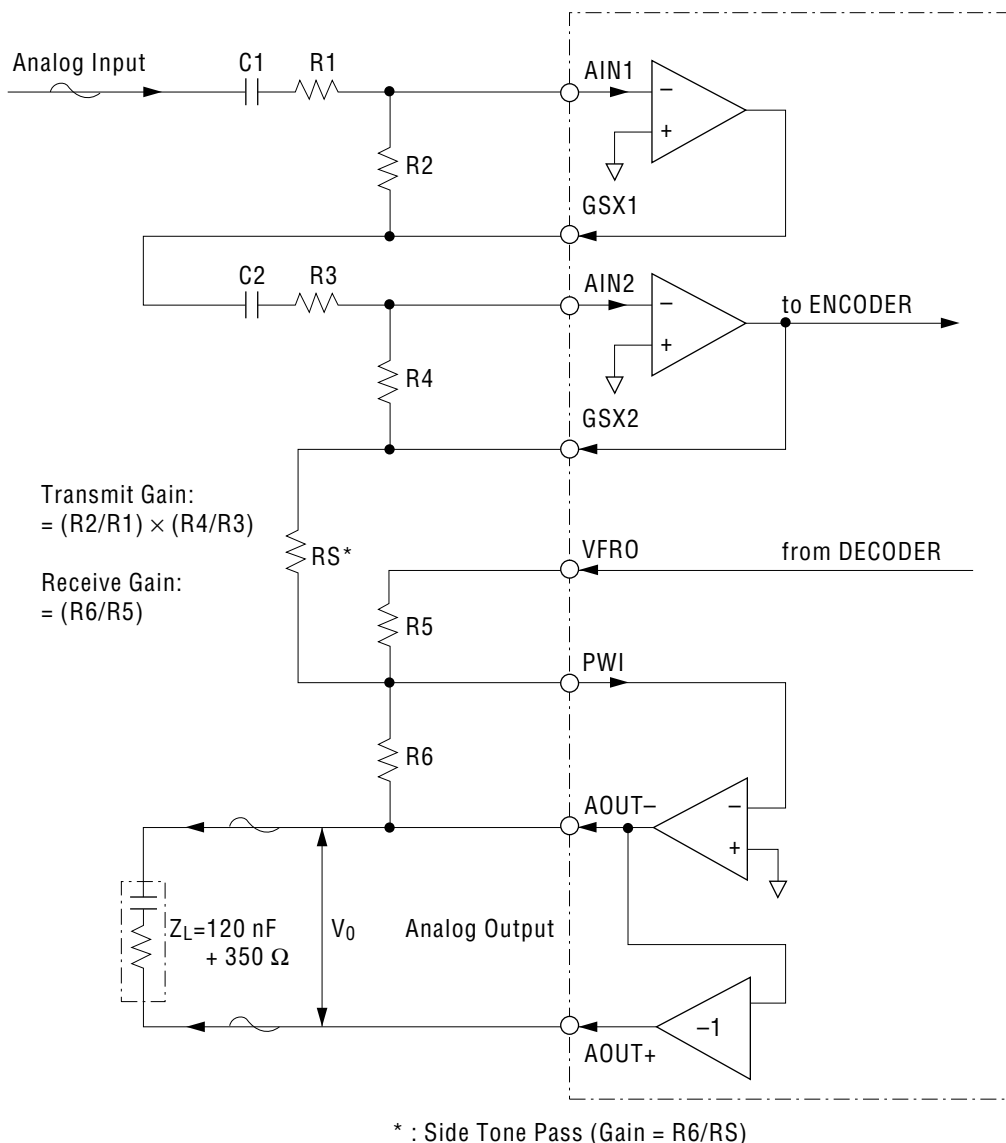 Analog Input
C1
R1
AIN1
−
+
R2
GSX1
C2
R3
AIN2
to ENCODER
−
+
R4
GSX2
Transmit Gain:
= (R2/R1) × (R4/R3)
RS*
VFRO
from DECODER
Receive Gain:
= (R6/R5)
R5
PWI
R6
AOUT−
−
+
ZL=120 nF
+ 350 Ω
V0
Analog Output
−1
AOUT+
* : Side Tone Pass (Gain = R6/RS)